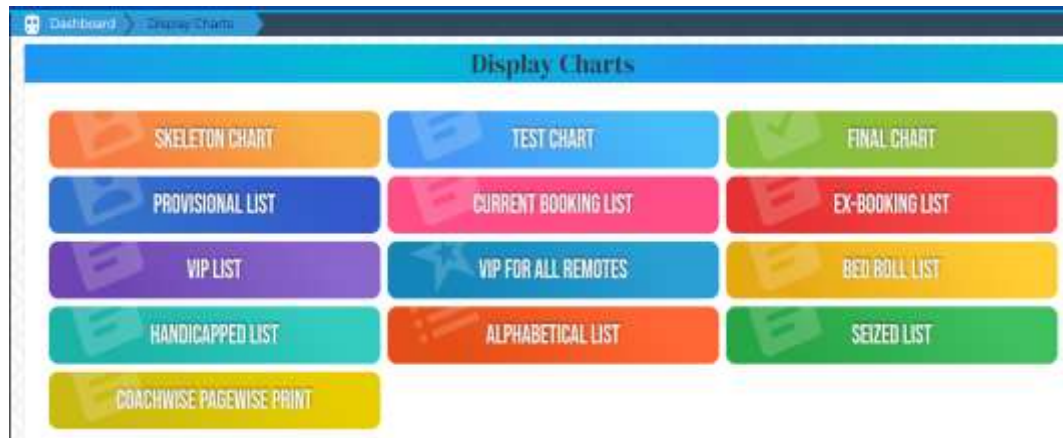 Dashboard Display Charts
Display Charts
SKELETON CHART TEST CHART FINAL CHART
PROVISIONAL LIST CURRENT BOOKING LIST EX-BOOKING LIST
VIP LIST VIP FOR ALL REMOTES BED ROLL LIST
HANDICAPPED LIST ALPHABETICAL LIST SEIZED LIST
COACHWISE PAGEWISE PRINT